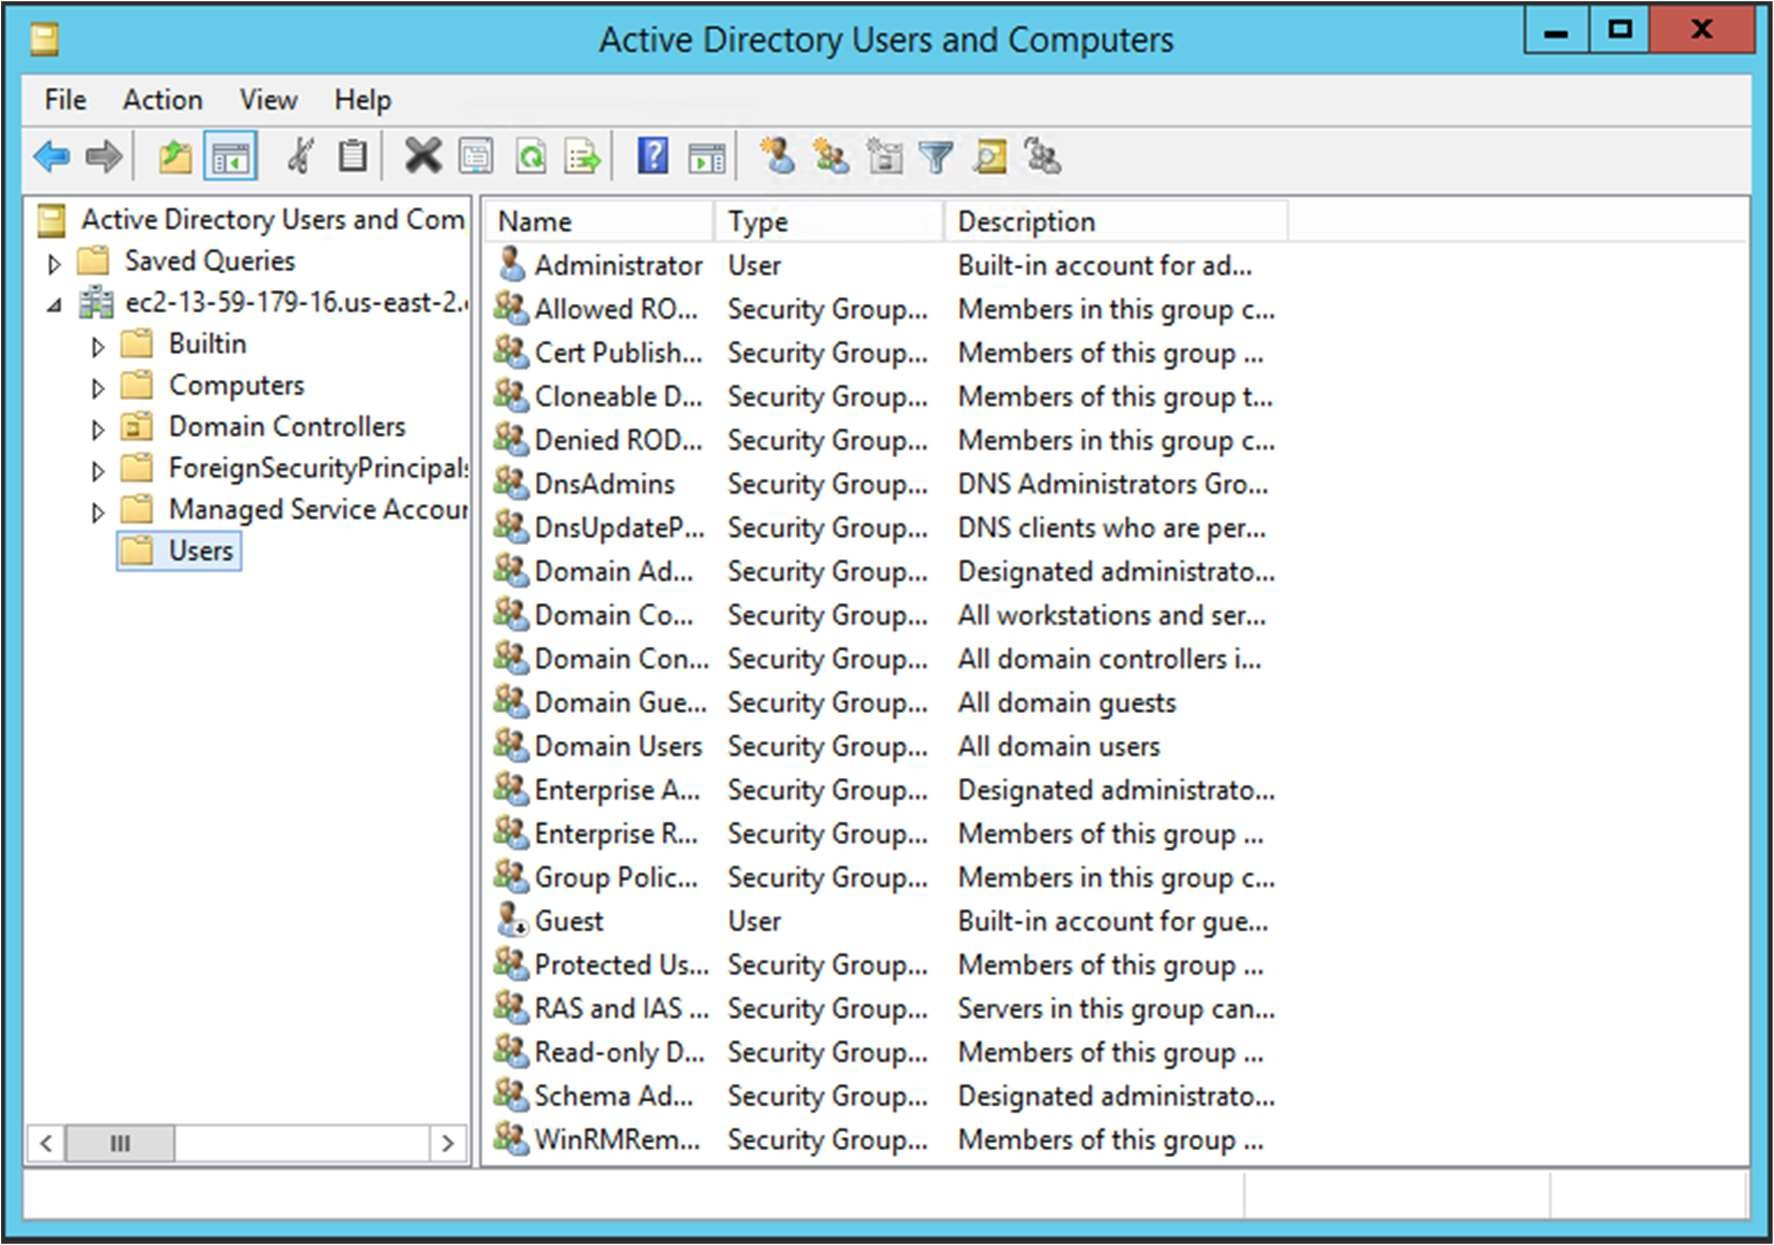 Active Directory Users and Computers
File Action View Help
Active Directory Users and Com
Saved Queries
ec2-13-59-179-16.us-east-2.
Builtin
Computers
Domain Controllers
ForeignSecurityPrincipals
Managed Service Accour
Users
Name Type Description
Administrator User Built-in account for ad...
Allowed RO... Security Group... Members in this group c...
Cert Publish... Security Group... Members of this group ...
Cloneable D... Security Group... Members of this group t...
Denied ROD... Security Group... Members in this group c...
DnsAdmins Security Group... DNS Administrators Gro...
DnsUpdateP... Security Group... DNS clients who are per...
Domain Ad... Security Group... Designated administrato...
Domain Co... Security Group... All workstations and ser...
Domain Con... Security Group... All domain controllers i...
Domain Gue... Security Group... All domain guests
Domain Users Security Group... All domain users
Enterprise A... Security Group... Designated administrato...
Enterprise R... Security Group... Members of this group ...
Group Polic... Security Group... Members in this group c...
Guest User Built-in account for gue...
Protected Us... Security Group... Members of this group ...
RAS and IAS ... Security Group... Servers in this group can...
Read-only D... Security Group... Members of this group ...
Schema Ad... Security Group... Designated administrato...
WinRMRem... Security Group... Members of this group ...